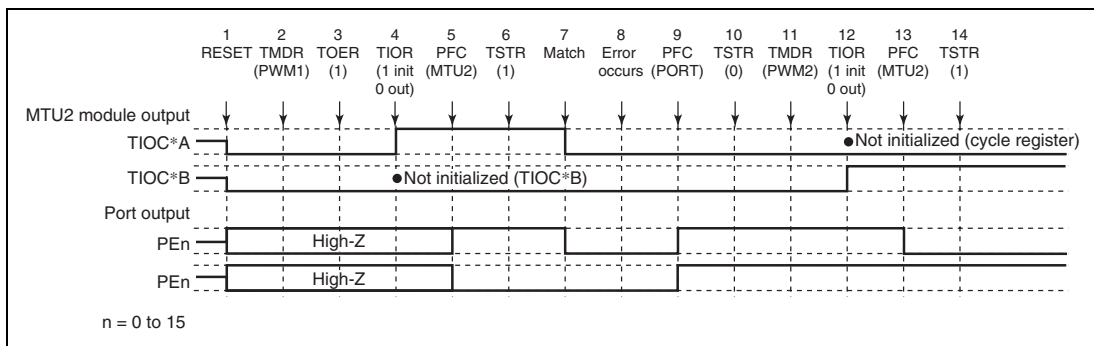 1 2 3 4 5 6 7 8 9 10 11 12 13 14
RESET TMDR TOER TIOR PFC TSTR Match Error PFC TSTR TMDR TIOR PFC TSTR
(PWM1) (1) (1 init (MTU2) (1) occurs (PORT) (0) (PWM2) (1 init (MTU2) (1)
0 out) 0 out)
MTU2 module output
TIOC*A ●Not initialized (cycle register)
TIOC*B ●Not initialized (TIOC*B)
Port output
PEn High-Z
PEn High-Z
n = 0 to 15